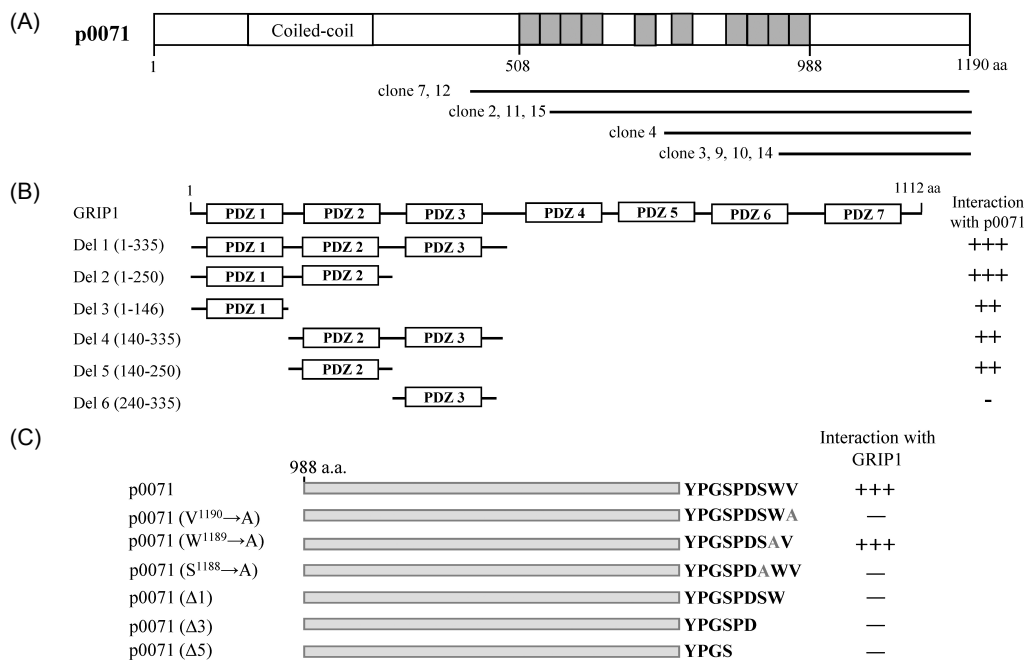 (A)
p0071
Coiled-coil
1 508 988 1190 aa
clone 7, 12
clone 2, 11, 15
clone 4
clone 3, 9, 10, 14
(B)
1 1112 aa
Interaction with p0071
GRIP1 PDZ 1 PDZ 2 PDZ 3 PDZ 4 PDZ 5 PDZ 6 PDZ 7
Del 1 (1-335) PDZ 1 PDZ 2 PDZ 3 +++
Del 2 (1-250) PDZ 1 PDZ 2 +++
Del 3 (1-146) PDZ 1 ++
Del 4 (140-335) PDZ 2 PDZ 3 ++
Del 5 (140-250) PDZ 2 ++
Del 6 (240-335) PDZ 3 -
(C)
Interaction with
GRIP1
988 a.a.
p0071 YPGSPDSWV +++
p0071 (V¹¹⁹⁰→A) YPGSPDSWA —
p0071 (W¹¹⁸⁹→A) YPGSPDSAV +++
p0071 (S¹¹⁸⁸→A) YPGSPDAWV —
p0071 (Δ1) YPGSPDSW —
p0071 (Δ3) YPGSPD —
p0071 (Δ5) YPGS —